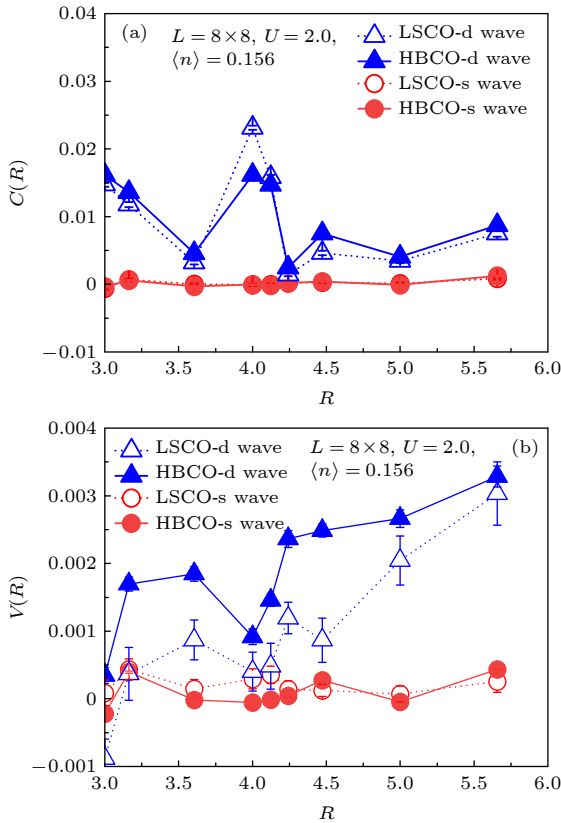 (a)
L = 8×8, U = 2.0,
⟨n⟩ = 0.156
LSCO-d wave
HBCO-d wave
LSCO-s wave
HBCO-s wave
0.04
0.03
0.02
0.01
0
−0.01
C(R)
3.0 3.5 4.0 4.5 5.0 5.5 6.0
R
(b)
L = 8×8, U = 2.0,
⟨n⟩ = 0.156
LSCO-d wave
HBCO-d wave
LSCO-s wave
HBCO-s wave
0.004
0.003
0.002
0.001
0
−0.001
V(R)
3.0 3.5 4.0 4.5 5.0 5.5 6.0
R